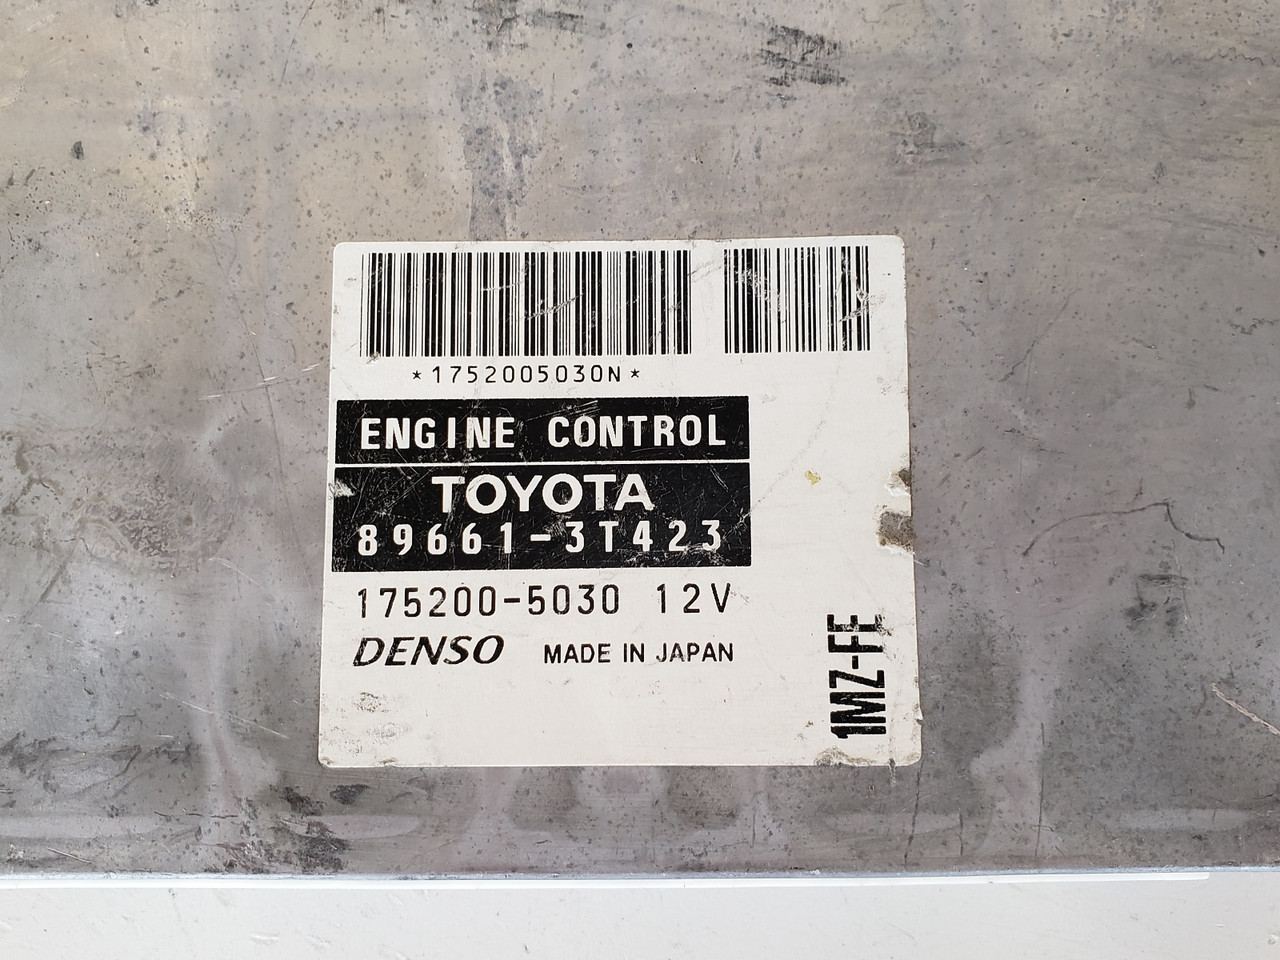 *1752005030N*
ENGINE CONTROL
TOYOTA
89661-3T423
175200-5030 12V
DENSO MADE IN JAPAN
1MZ-FE